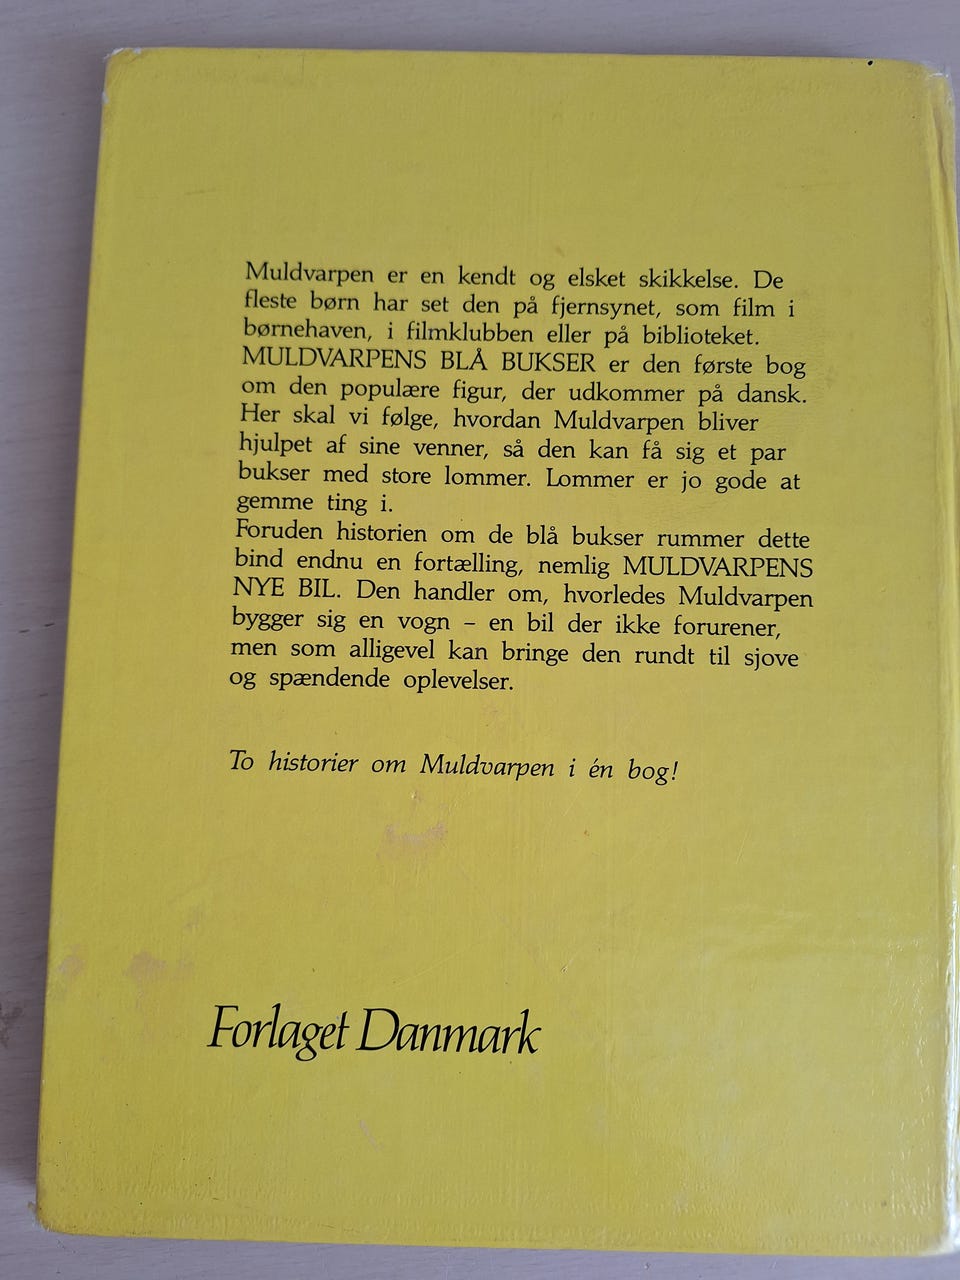 Muldvarpen er en kendt og elsket skikkelse. De
fleste børn har set den på fjernsynet, som film i
børnehaven, i filmklubben eller på biblioteket.
MULDVARPENS BLÅ BUKSER er den første bog
om den populære figur, der udkommer på dansk.
Her skal vi følge, hvordan Muldvarpen bliver
hjulpet af sine venner, så den kan få sig et par
bukser med store lommer. Lommer er jo gode at
gemme ting i.
Foruden historien om de blå bukser rummer dette
bind endnu en fortælling, nemlig MULDVARPENS
NYE BIL. Den handler om, hvorledes Muldvarpen
bygger sig en vogn – en bil der ikke forurener,
men som alligevel kan bringe den rundt til sjove
og spændende oplevelser.
To historier om Muldvarpen i én bog!
Forlaget Danmark